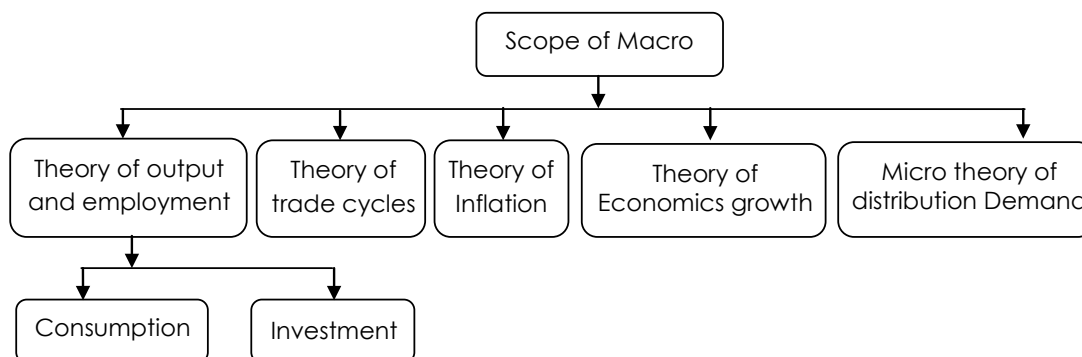 Scope of Macro
Theory of output
and employment
Theory of
trade cycles
Theory of
Inflation
Theory of
Economics growth
Micro theory of
distribution Demand
Consumption
Investment